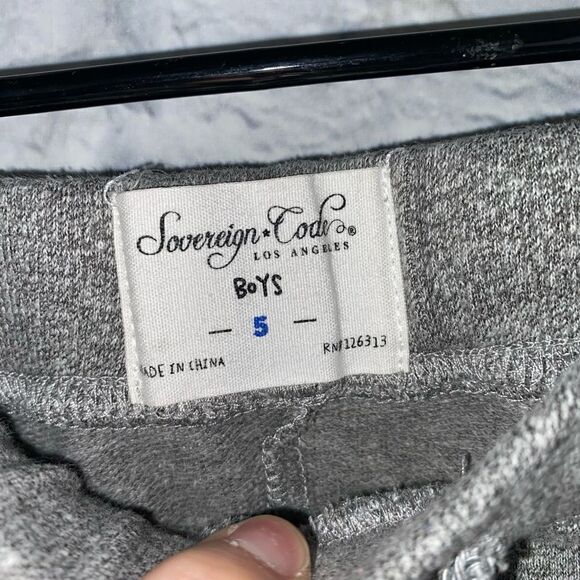 Sovereign ★ Code®
LOS ANGELES
BOYS
— 5 —
ADE IN CHINA
RN# 126313